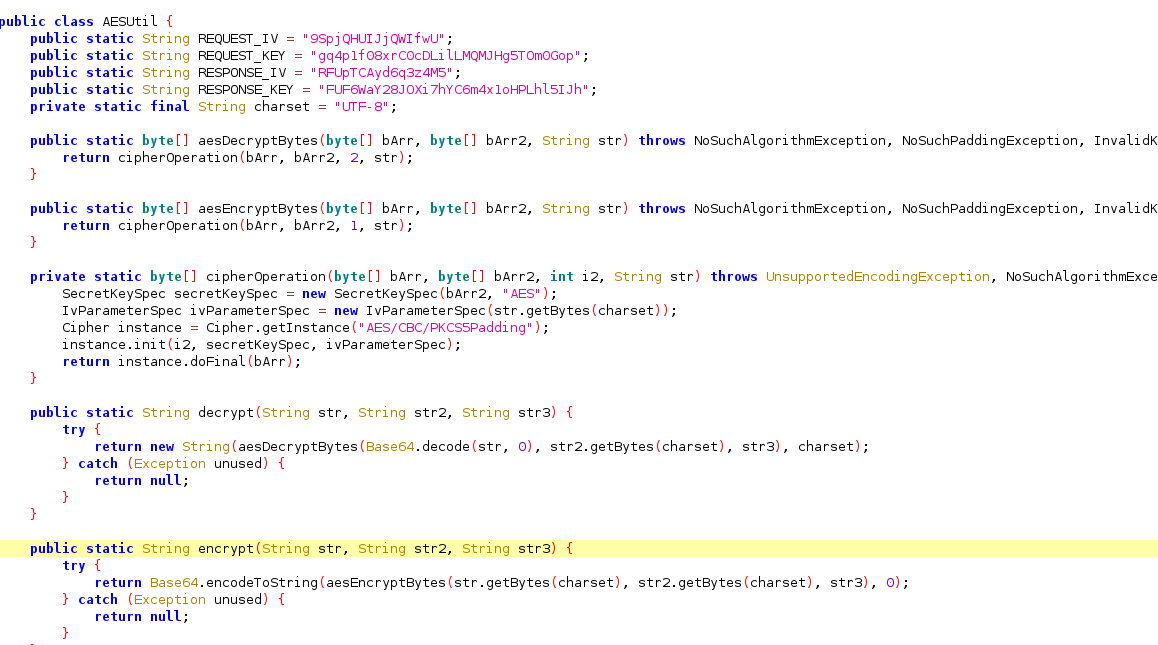 public class AESUtil {
    public static String REQUEST_IV = "9SpjQHUIJjQWIfwU";
    public static String REQUEST_KEY = "gq4p1f08xrC0cDLilLMQMJHg5TOm0Gop";
    public static String RESPONSE_IV = "RFUpTCAyd6q3z4M5";
    public static String RESPONSE_KEY = "FUF6WaY28JOXi7hYC6m4x1oHPLhl5IJh";
    private static final String charset = "UTF-8";
    public static byte[] aesDecryptBytes(byte[] bArr, byte[] bArr2, String str) throws NoSuchAlgorithmException, NoSuchPaddingException, InvalidK
        return cipherOperation(bArr, bArr2, 2, str);
    }
    public static byte[] aesEncryptBytes(byte[] bArr, byte[] bArr2, String str) throws NoSuchAlgorithmException, NoSuchPaddingException, InvalidK
        return cipherOperation(bArr, bArr2, 1, str);
    }
    private static byte[] cipherOperation(byte[] bArr, byte[] bArr2, int i2, String str) throws UnsupportedEncodingException, NoSuchAlgorithmExce
        SecretKeySpec secretKeySpec = new SecretKeySpec(bArr2, "AES");
        IvParameterSpec ivParameterSpec = new IvParameterSpec(str.getBytes(charset));
        Cipher instance = Cipher.getInstance("AES/CBC/PKCS5Padding");
        instance.init(i2, secretKeySpec, ivParameterSpec);
        return instance.doFinal(bArr);
    }
    public static String decrypt(String str, String str2, String str3) {
        try {
            return new String(aesDecryptBytes(Base64.decode(str, 0), str2.getBytes(charset), str3), charset);
        } catch (Exception unused) {
            return null;
        }
    }
    public static String encrypt(String str, String str2, String str3) {
        try {
            return Base64.encodeToString(aesEncryptBytes(str.getBytes(charset), str2.getBytes(charset), str3), 0);
        } catch (Exception unused) {
            return null;
        }